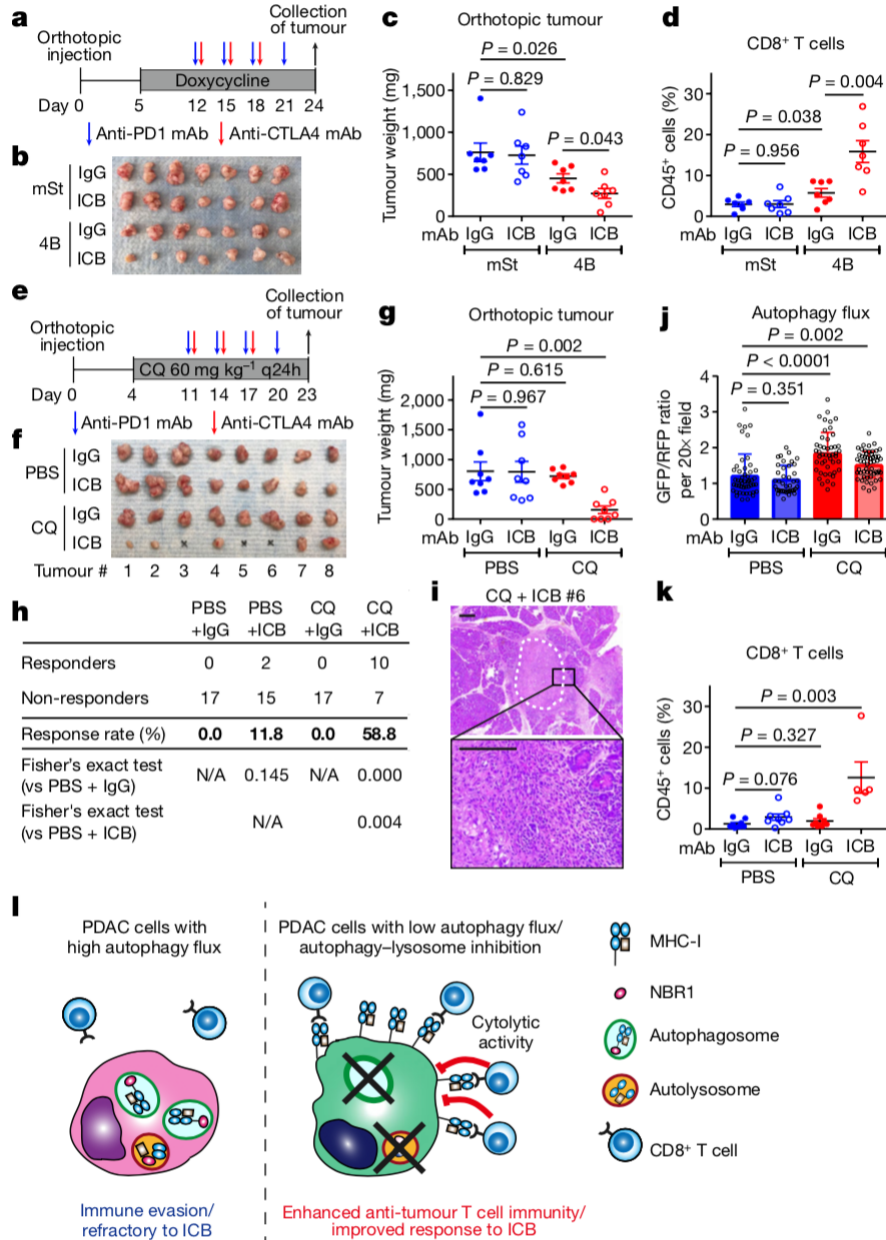 a
Collection
of tumour
Orthotopic
injection
Doxycycline
Day 0 5 12 15 18 21 24
Anti-PD1 mAb Anti-CTLA4 mAb
b
mSt
IgG
ICB
4B
IgG
ICB
c
Orthotopic tumour
P = 0.026
P = 0.829
P = 0.043
Tumour weight (mg)
1,500
1,000
500
0
mAb IgG ICB IgG ICB
mSt 4B
d
CD8+ T cells
P = 0.004
P = 0.038
P = 0.956
CD45+ cells (%)
30
20
10
0
mAb IgG ICB IgG ICB
mSt 4B
e
Collection
of tumour
Orthotopic
injection
CQ 60 mg kg−1 q24h
Day 0 4 11 14 17 20 23
Anti-PD1 mAb Anti-CTLA4 mAb
f
PBS
IgG
ICB
CQ
IgG
ICB
Tumour # 1 2 3 4 5 6 7 8
g
Orthotopic tumour
P = 0.002
P = 0.615
P = 0.967
Tumour weight (mg)
2,000
1,500
1,000
500
0
mAb IgG ICB IgG ICB
PBS CQ
j
Autophagy flux
P = 0.002
P < 0.0001
P = 0.351
GFP/RFP ratio
per 20× field
4
3
2
1
0
mAb IgG ICB IgG ICB
PBS CQ
h
PBS +IgG PBS +ICB CQ +IgG CQ +ICB
Responders 0 2 0 10
Non-responders 17 15 17 7
Response rate (%) 0.0 11.8 0.0 58.8
Fisher's exact test
(vs PBS + IgG) N/A 0.145 N/A 0.000
Fisher's exact test
(vs PBS + ICB) N/A 0.004
i
CQ + ICB #6
k
CD8+ T cells
P = 0.003
P = 0.327
P = 0.076
CD45+ cells (%)
30
20
10
0
mAb IgG ICB IgG ICB
PBS CQ
l
PDAC cells with
high autophagy flux
Immune evasion/
refractory to ICB
PDAC cells with low autophagy flux/
autophagy–lysosome inhibition
Cytolytic
activity
Enhanced anti-tumour T cell immunity/
improved response to ICB
MHC-I
NBR1
Autophagosome
Autolysosome
CD8+ T cell